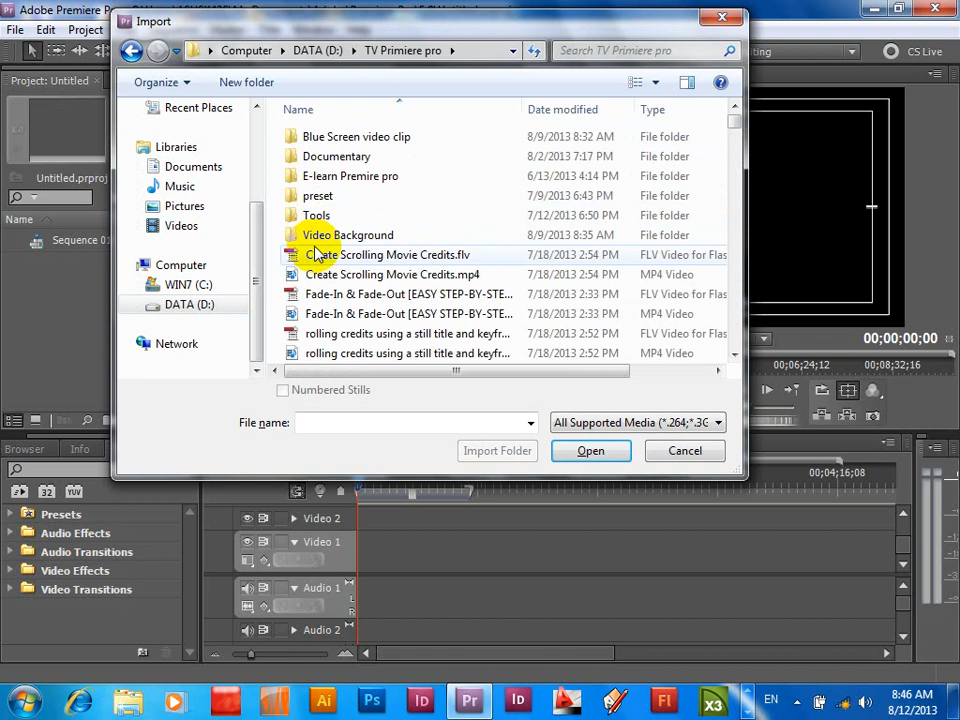 Adobe Premiere Pro
Import
File Edit Project
Computer DATA (D:) TV Primiere pro
Search TV Primiere pro
Organize New folder
Project: Untitled
Untitled.prproj
Name
Sequence 01
Recent Places
Libraries
Documents
Music
Pictures
Videos
Computer
WIN7 (C:)
DATA (D:)
Network
Name Date modified Type
Blue Screen video clip 8/9/2013 8:32 AM File folder
Documentary 8/2/2013 7:17 PM File folder
E-learn Premire pro 6/13/2013 4:14 PM File folder
preset 7/9/2013 6:43 PM File folder
Tools 7/12/2013 6:50 PM File folder
Video Background 8/9/2013 8:35 AM File folder
Create Scrolling Movie Credits.flv 7/18/2013 2:54 PM FLV Video for Flas
Create Scrolling Movie Credits.mp4 7/18/2013 2:54 PM MP4 Video
Fade-In & Fade-Out [EASY STEP-BY-STE... 7/18/2013 2:33 PM FLV Video for Flas
Fade-In & Fade-Out [EASY STEP-BY-STE... 7/18/2013 2:33 PM MP4 Video
rolling credits using a still title and keyfr... 7/18/2013 2:52 PM FLV Video for Flas
rolling credits using a still title and keyfr... 7/18/2013 2:52 PM MP4 Video
Numbered Stills
File name:
All Supported Media (*.264;*.3G
Import Folder Open Cancel
iting
CS Live
00;00;00;00
00;06;24;12 00;08;32;16
Browser Info
32 YUV
Presets
Audio Effects
Audio Transitions
Video Effects
Video Transitions
00;04;16;08
Video 2
Video 1
Audio 1
L
R
Audio 2
Ai Ps Id Pr Id Fl X3
EN
8:46 AM
8/12/2013